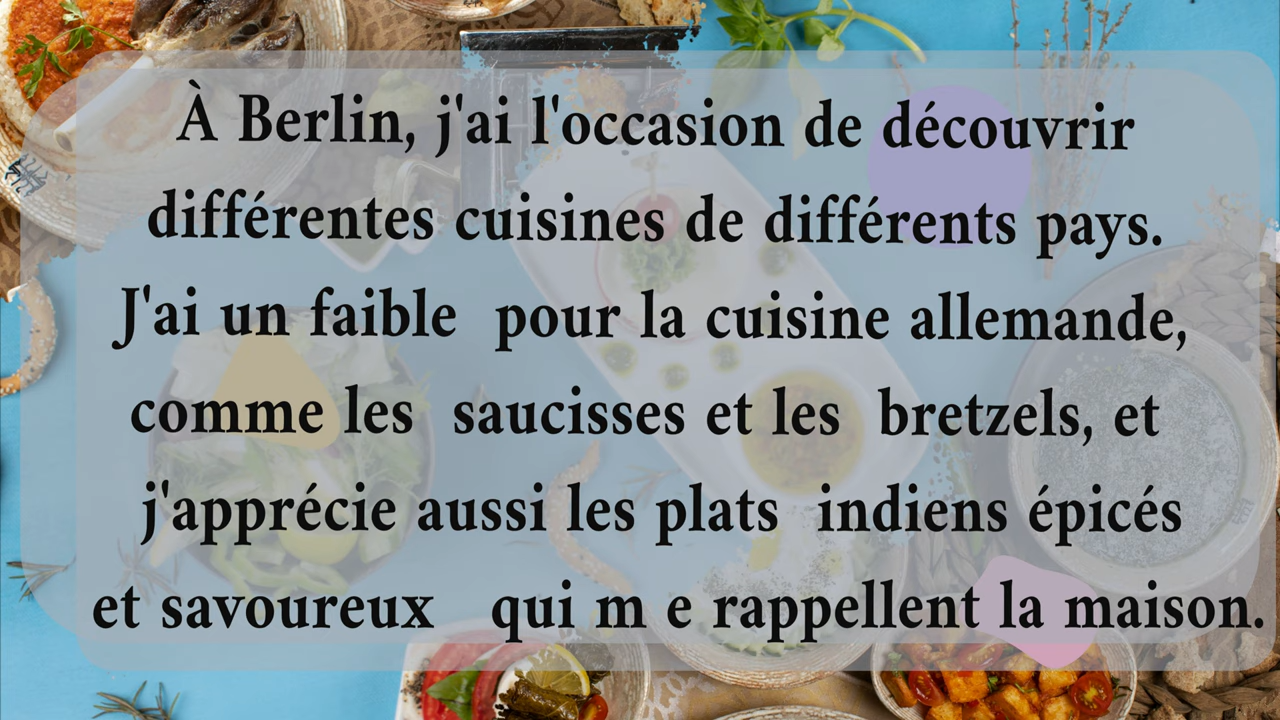 À Berlin, j'ai l'occasion de découvrir
différentes cuisines de différents pays.
J'ai un faible  pour la cuisine allemande,
comme les  saucisses et les  bretzels, et
j'apprécie aussi les plats  indiens épicés
et savoureux   qui m e rappellent la maison.